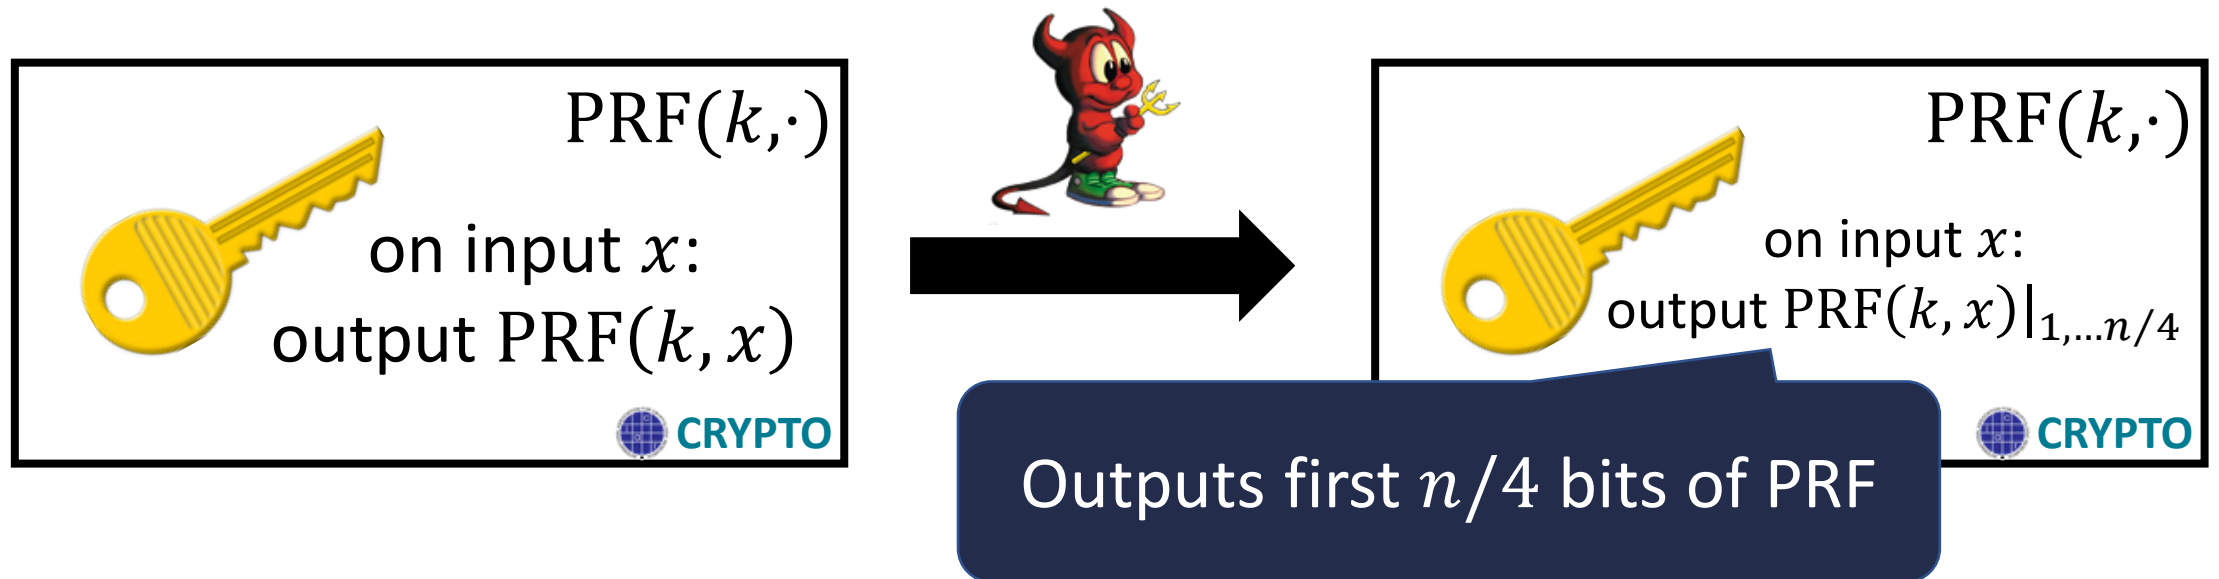 PRF(k,·)
on input x:
output PRF(k, x)
CRYPTO
PRF(k,·)
on input x:
output PRF(k, x)|1,…n/4
CRYPTO
Outputs first n/4 bits of PRF